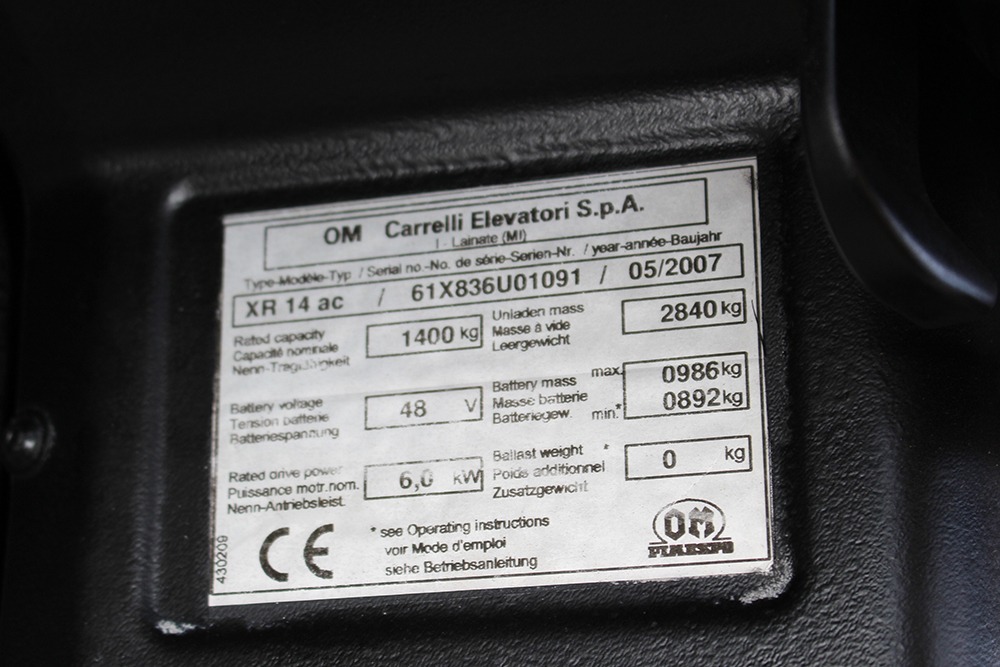 OM Carrelli Elevatori S.p.A.
I - Lainate (MI)
Type-Modèle-Typ / Serial no.-No. de série-Serien-Nr. / year-année-Baujahr
XR 14 ac / 61X836U01091 / 05/2007
Rated capacity
Capacité nominale
Nenn-Tragfähigkeit
1400 kg
Unladen mass
Masse à vide
Leergewicht
2840 kg
Battery voltage
Tension batterie
Batteriespannung
48 V
Battery mass max.
Masse batterie
Batteriegew. min.*
0986 kg
0892 kg
Rated drive power
Puissance motr.nom.
Nenn-Antriebsleist.
6,0 kW
Ballast weight *
Poids additionnel
Zusatzgewicht
0 kg
430209
CE
* see Operating instructions
voir Mode d'emploi
siehe Betriebsanleitung
OM
PIMESPO